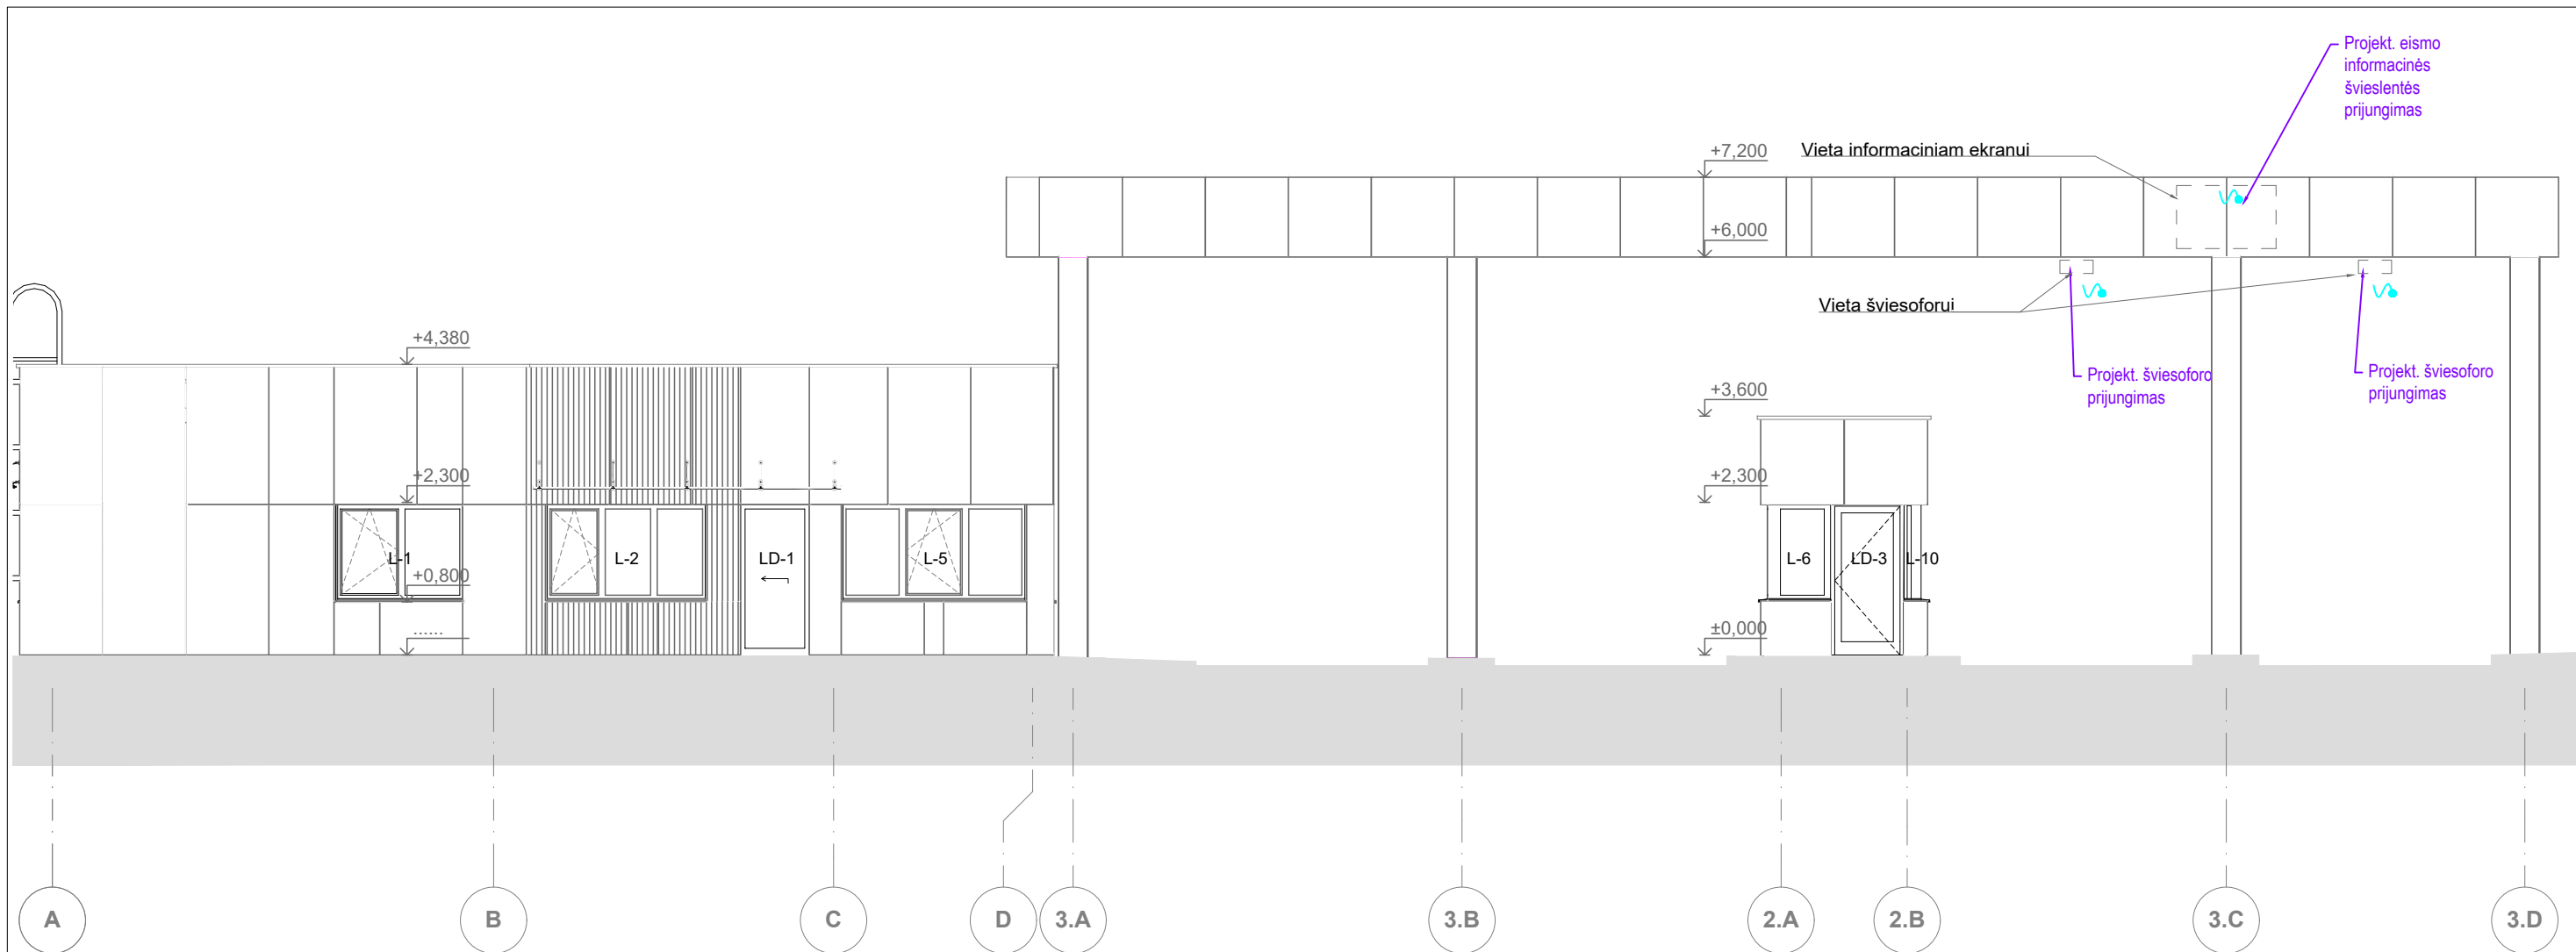 Projekt. eismo
informacinės
švieslentės
prijungimas
Vieta informaciniam ekranui
+7,200
+6,000
Vieta šviesoforui
+4,380
Projekt. šviesoforo
prijungimas
Projekt. šviesoforo
prijungimas
+3,600
+2,300
+2,300
L-1
L-2
LD-1
L-5
L-6
LD-3
L-10
+0,800
......
±0,000
A
B
C
D
3.A
3.B
2.A
2.B
3.C
3.D